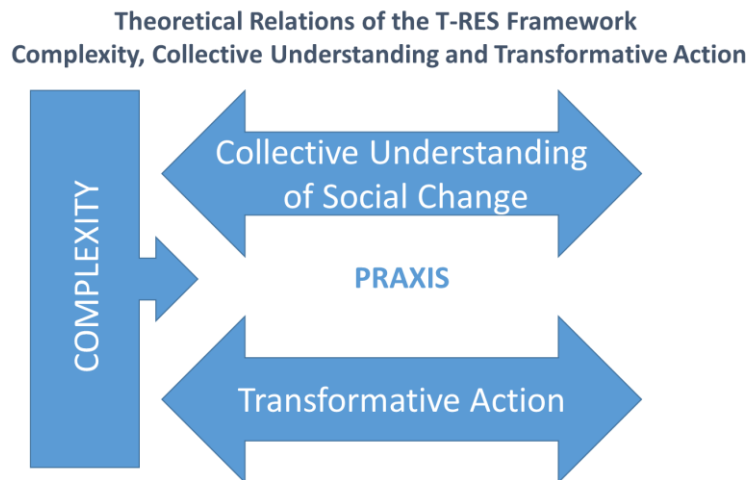 Theoretical Relations of the T-RES Framework
Complexity, Collective Understanding and Transformative Action
COMPLEXITY
Collective Understanding
of Social Change
PRAXIS
Transformative Action